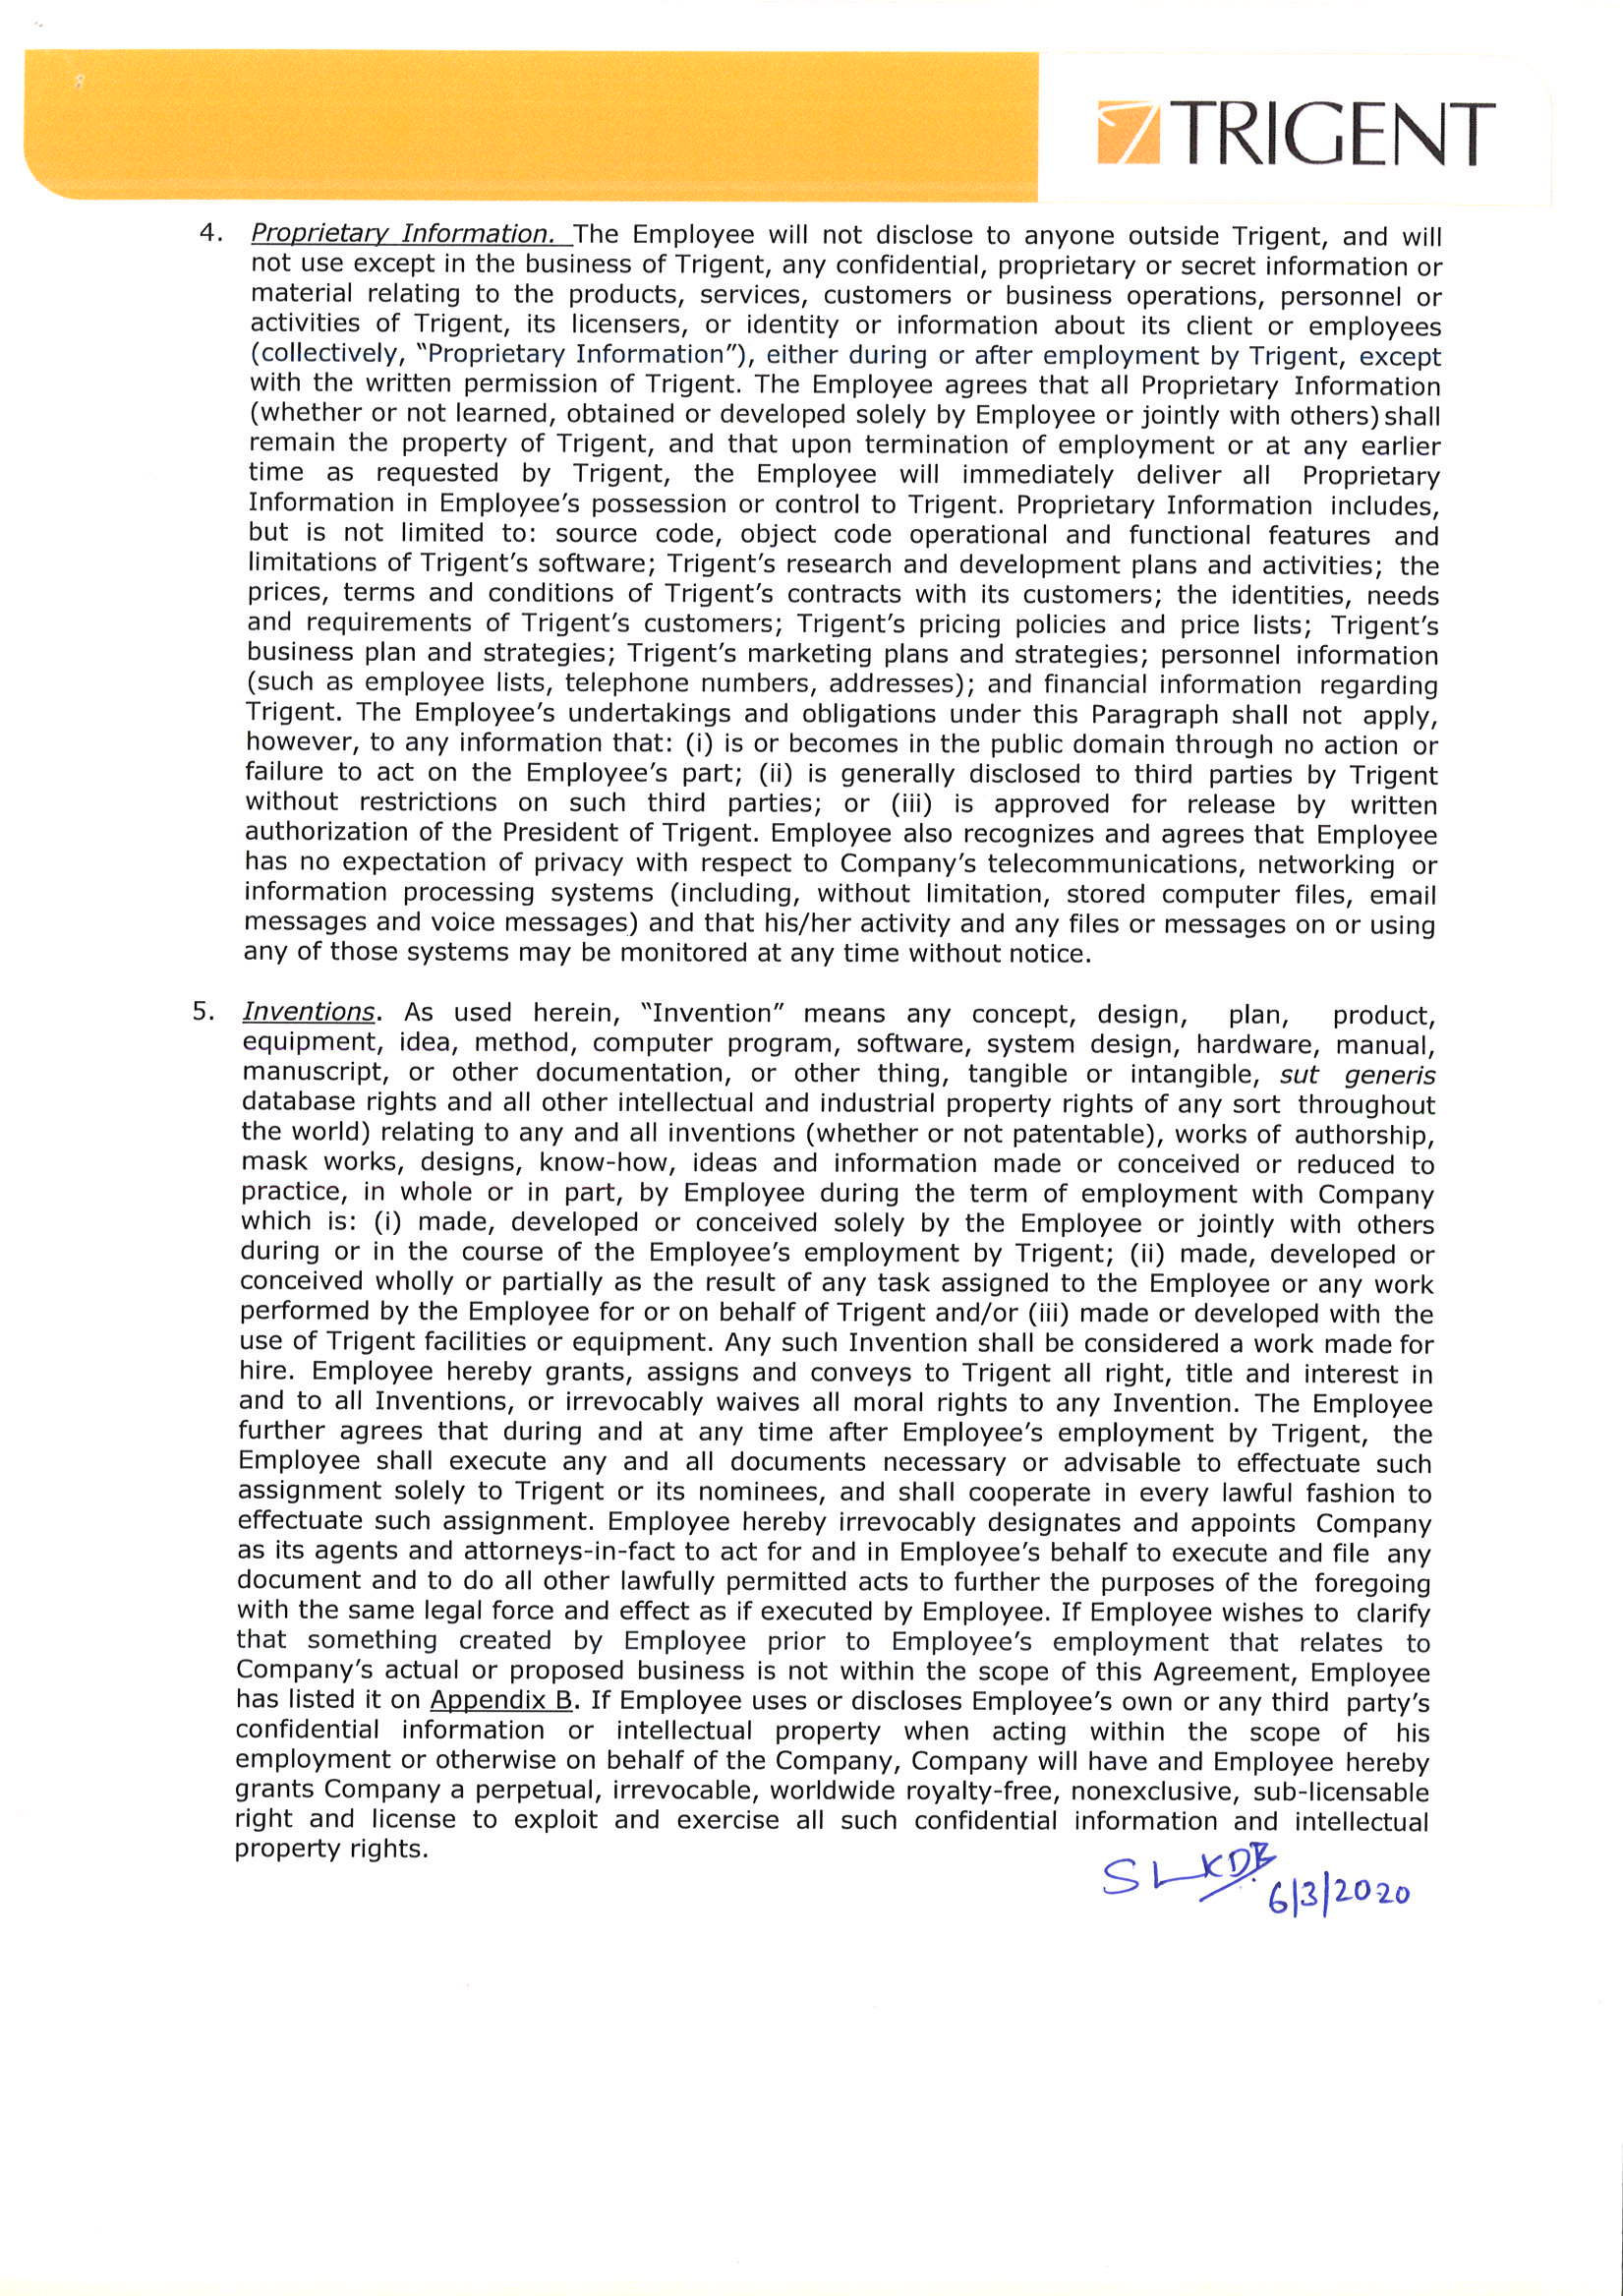 TRIGENT
4. Proprietary Information. The Employee will not disclose to anyone outside Trigent, and will
not use except in the business of Trigent, any confidential, proprietary or secret information or
material relating to the products, services, customers or business operations, personnel or
activities of Trigent, its licensers, or identity or information about its client or employees
(collectively, “Proprietary Information”), either during or after employment by Trigent, except
with the written permission of Trigent. The Employee agrees that all Proprietary Information
(whether or not learned, obtained or developed solely by Employee or jointly with others) shall
remain the property of Trigent, and that upon termination of employment or at any earlier
time as requested by Trigent, the Employee will immediately deliver all Proprietary
Information in Employee’s possession or control to Trigent. Proprietary Information includes,
but is not limited to: source code, object code operational and functional features and
limitations of Trigent’s software; Trigent’s research and development plans and activities; the
prices, terms and conditions of Trigent’s contracts with its customers; the identities, needs
and requirements of Trigent’s customers; Trigent’s pricing policies and price lists; Trigent’s
business plan and strategies; Trigent’s marketing plans and strategies; personnel information
(such as employee lists, telephone numbers, addresses); and financial information regarding
Trigent. The Employee’s undertakings and obligations under this Paragraph shall not apply,
however, to any information that: (i) is or becomes in the public domain through no action or
failure to act on the Employee’s part; (ii) is generally disclosed to third parties by Trigent
without restrictions on such third parties; or (iii) is approved for release by written
authorization of the President of Trigent. Employee also recognizes and agrees that Employee
has no expectation of privacy with respect to Company’s telecommunications, networking or
information processing systems (including, without limitation, stored computer files, email
messages and voice messages) and that his/her activity and any files or messages on or using
any of those systems may be monitored at any time without notice.
5. Inventions. As used herein, “Invention” means any concept, design, plan, product,
equipment, idea, method, computer program, software, system design, hardware, manual,
manuscript, or other documentation, or other thing, tangible or intangible, sut generis
database rights and all other intellectual and industrial property rights of any sort throughout
the world) relating to any and all inventions (whether or not patentable), works of authorship,
mask works, designs, know-how, ideas and information made or conceived or reduced to
practice, in whole or in part, by Employee during the term of employment with Company
which is: (i) made, developed or conceived solely by the Employee or jointly with others
during or in the course of the Employee’s employment by Trigent; (ii) made, developed or
conceived wholly or partially as the result of any task assigned to the Employee or any work
performed by the Employee for or on behalf of Trigent and/or (iii) made or developed with the
use of Trigent facilities or equipment. Any such Invention shall be considered a work made for
hire. Employee hereby grants, assigns and conveys to Trigent all right, title and interest in
and to all Inventions, or irrevocably waives all moral rights to any Invention. The Employee
further agrees that during and at any time after Employee’s employment by Trigent, the
Employee shall execute any and all documents necessary or advisable to effectuate such
assignment solely to Trigent or its nominees, and shall cooperate in every lawful fashion to
effectuate such assignment. Employee hereby irrevocably designates and appoints Company
as its agents and attorneys-in-fact to act for and in Employee’s behalf to execute and file any
document and to do all other lawfully permitted acts to further the purposes of the foregoing
with the same legal force and effect as if executed by Employee. If Employee wishes to clarify
that something created by Employee prior to Employee’s employment that relates to
Company’s actual or proposed business is not within the scope of this Agreement, Employee
has listed it on Appendix B. If Employee uses or discloses Employee’s own or any third party’s
confidential information or intellectual property when acting within the scope of his
employment or otherwise on behalf of the Company, Company will have and Employee hereby
grants Company a perpetual, irrevocable, worldwide royalty-free, nonexclusive, sub-licensable
right and license to exploit and exercise all such confidential information and intellectual
property rights.
6/3/2020